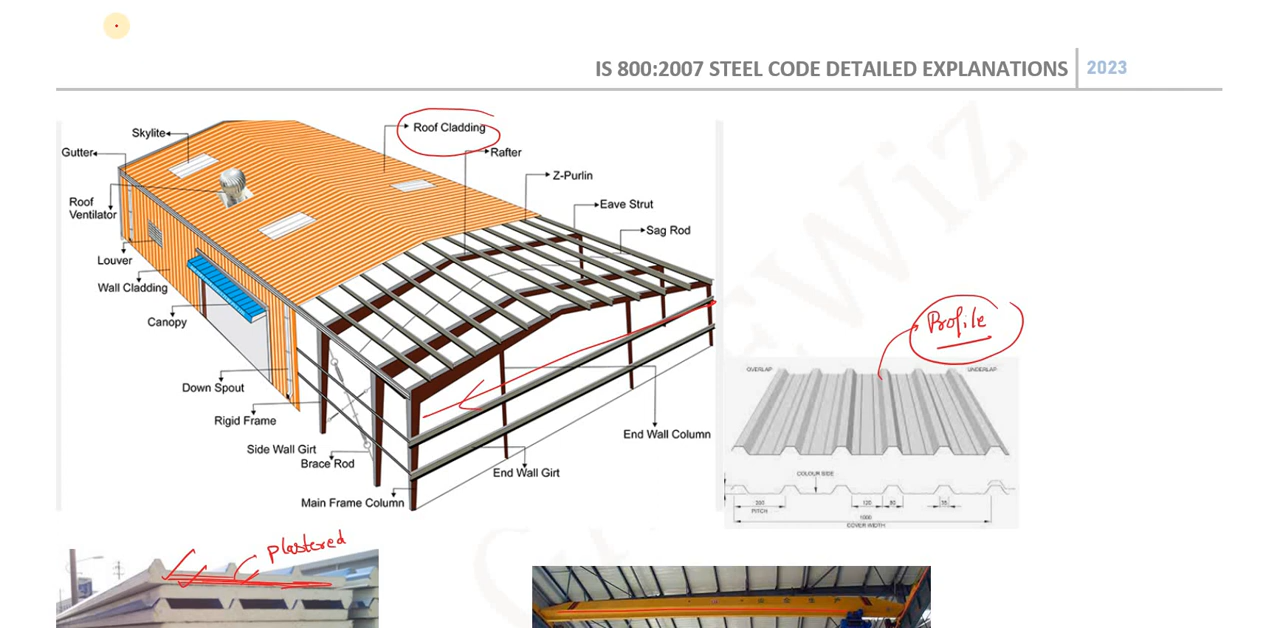 IS 800:2007 STEEL CODE DETAILED EXPLANATIONS 2023
Skylite
Roof Cladding
Gutter
Rafter
Z-Purlin
Roof
Ventilator
Eave Strut
Sag Rod
Louver
Wall Cladding
Canopy
Profile
OVERLAP
UNDERLAP
Down Spout
Rigid Frame
End Wall Column
Side Wall Girt
Brace Rod
End Wall Girt
Main Frame Column
COLOUR SIDE
PITCH
1000
COVER WIDTH
Plastered